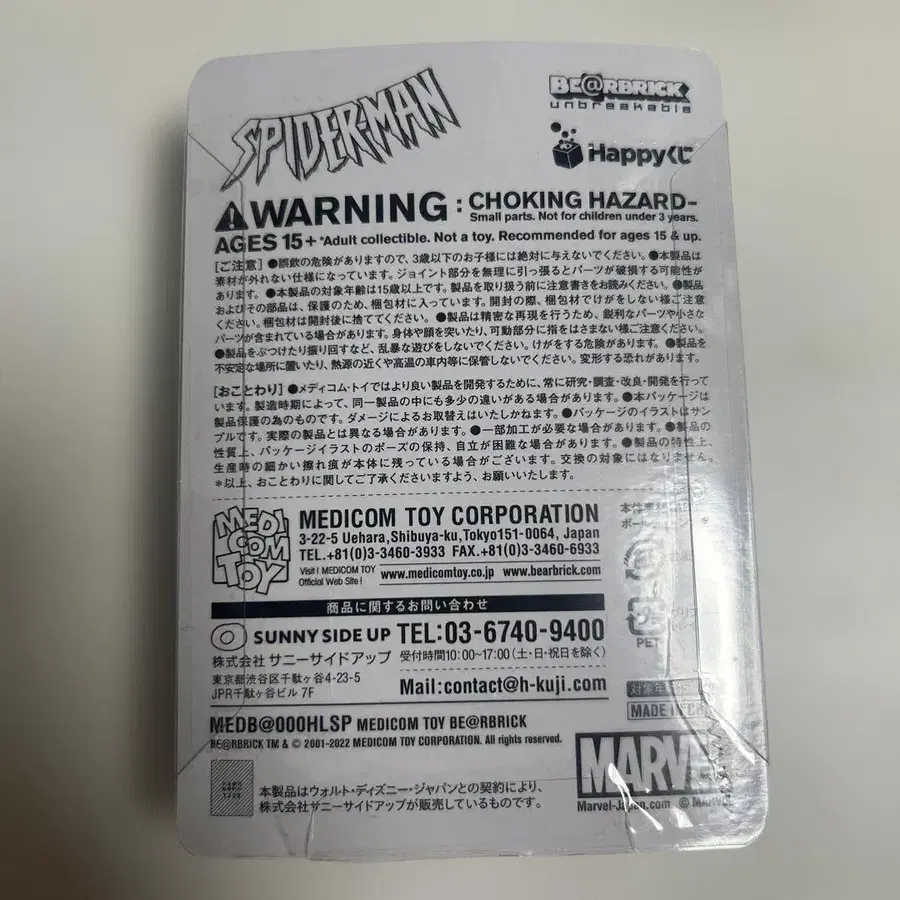 SPIDER-MAN
BE@RBRICK
unbreakable
Happyくじ
WARNING : CHOKING HAZARD-
Small parts. Not for children under 3 years.
AGES 15+ *Adult collectible. Not a toy. Recommended for ages 15 & up.
[ご注意] ●誤飲の危険がありますので、3歳以下のお子様には絶対に与えないでください。●本製品は
素材が外れない仕様になっています。ジョイント部分を無理に引っ張るとパーツが破損する可能性が
あります。●本製品の対象年齢は15歳以上です。製品を取り扱う前に注意書きをお読みください。●製品
およびその部品は、保護のため、梱包材に入っています。開封の際、梱包材でけがをしない様ご注意
ください。梱包材は開封後に捨ててください。●製品は精密な再現を行うため、鋭利なパーツや小さな
パーツが含まれている場合があります。身体や顔を突いたり、可動部分に指をはさまない様ご注意ください。
●製品をぶつけたり振り回すなど、乱暴な遊びをしないでください。けがをする危険があります。●製品を
不安定な場所に置いたり、熱源の近くや高温の車内等に保管しないでください。変形する恐れがあります。
[おことわり] ●メディコム・トイではより良い製品を開発するために、常に研究・調査・改良・開発を行って
います。製造時期によって、同一製品の中にも多少の違いがある場合があります。●本パッケージは
製品保護の為のものです。ダメージによるお取替えはいたしかねます。●パッケージのイラストはサン
プルです。実際の製品とは異なる場合があります。●一部加工が必要な場合があります。●製品の
性質上、パッケージイラストのポーズの保持、自立が困難な場合があります。●製品の特性上、
生産時の細かい擦れ痕が本体に残っている場合がございます。交換の対象にはなりません。
*以上、おことわりに関してご了承くださいますよう、お願いいたします。
MEDI
COM
TOY
MEDICOM TOY CORPORATION
3-22-5 Uehara,Shibuya-ku,Tokyo151-0064, Japan
TEL.+81(0)3-3460-3933 FAX.+81(0)3-3460-6933
Visit ! MEDICOM TOY
Official Web Site !
www.medicomtoy.co.jp www.bearbrick.com
商品に関するお問い合わせ
SUNNY SIDE UP TEL:03-6740-9400
株式会社 サニーサイドアップ 受付時間10:00~17:00(土・日・祝日を除く)
東京都渋谷区千駄ヶ谷4-23-5
JPR千駄ヶ谷ビル 7F
Mail:contact@h-kuji.com
PET
MADE IN
MEDB@000HLSP MEDICOM TOY BE@RBRICK
BE@RBRICK TM & © 2001-2022 MEDICOM TOY CORPORATION. All rights reserved.
MARVEL
Marvel-Japan.com © MARVEL
本製品はウォルト・ディズニー・ジャパンとの契約により、
株式会社サニーサイドアップが販売しているものです。